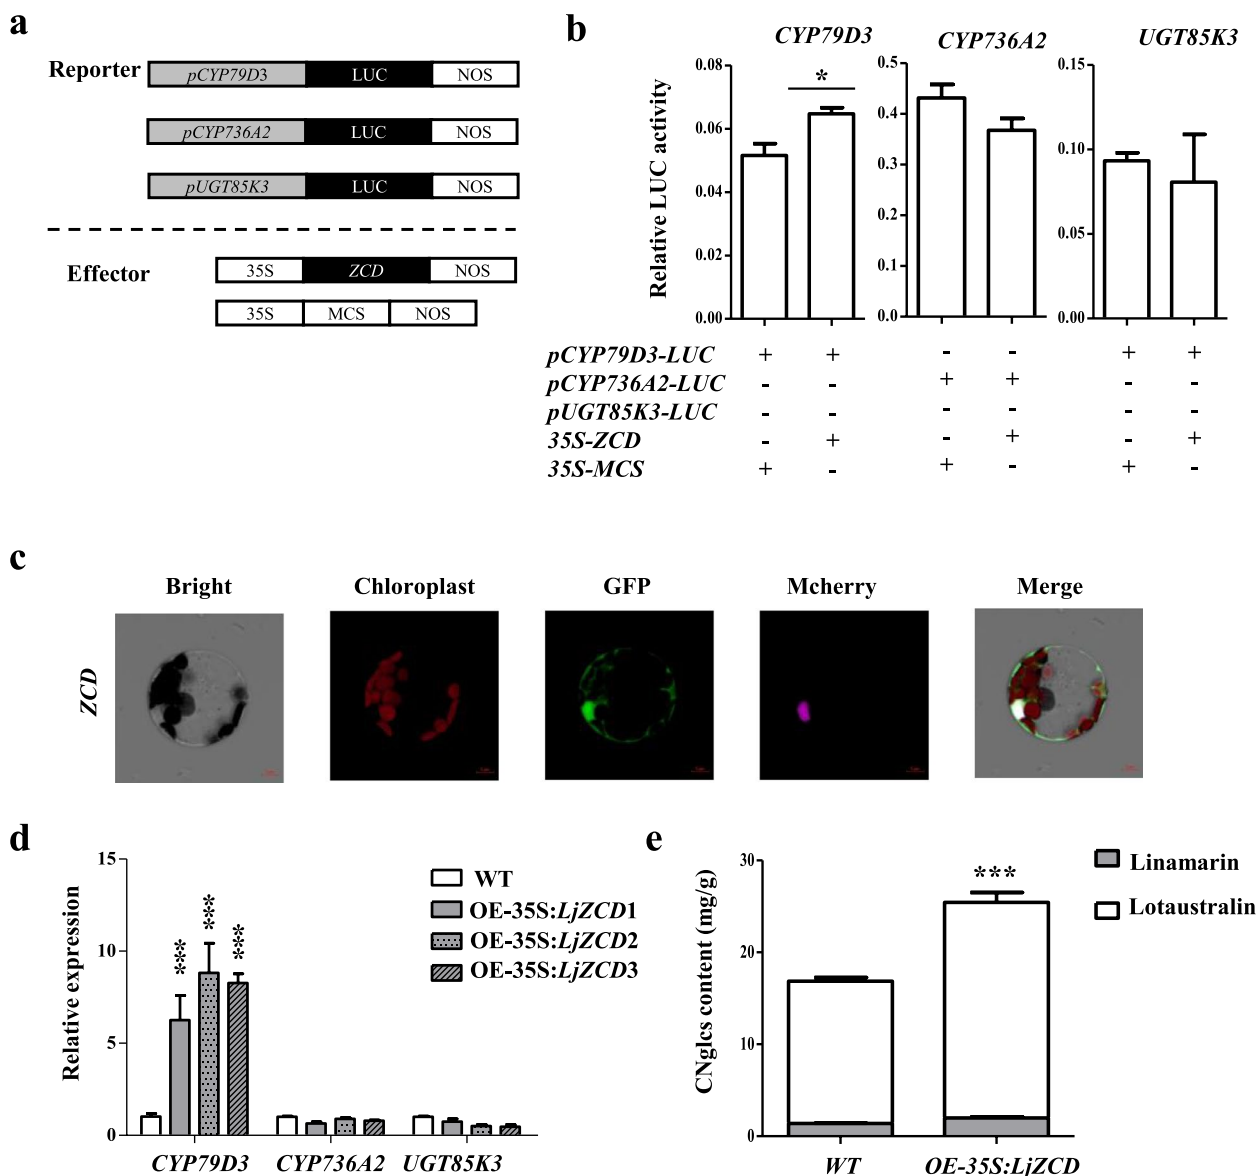 a
Reporter
pCYP79D3 LUC NOS
pCYP736A2 LUC NOS
pUGT85K3 LUC NOS
Effector
35S ZCD NOS
35S MCS NOS
b
CYP79D3 CYP736A2 UGT85K3
Relative LUC activity
0.08
0.06
0.04
0.02
0.00
*
0.5
0.4
0.3
0.2
0.1
0.0
0.15
0.10
0.05
0.00
pCYP79D3-LUC + + - - + +
pCYP736A2-LUC - - + + - -
pUGT85K3-LUC - - - - - -
35S-ZCD - + - + - +
35S-MCS + - + - + -
c
Bright Chloroplast GFP Mcherry Merge
ZCD
d
Relative expression
15
10
5
0
*** *** ***
WT
OE-35S:LjZCD1
OE-35S:LjZCD2
OE-35S:LjZCD3
CYP79D3 CYP736A2 UGT85K3
e
CNglcs content (mg/g)
30
20
10
0
***
Linamarin
Lotaustralin
WT OE-35S:LjZCD